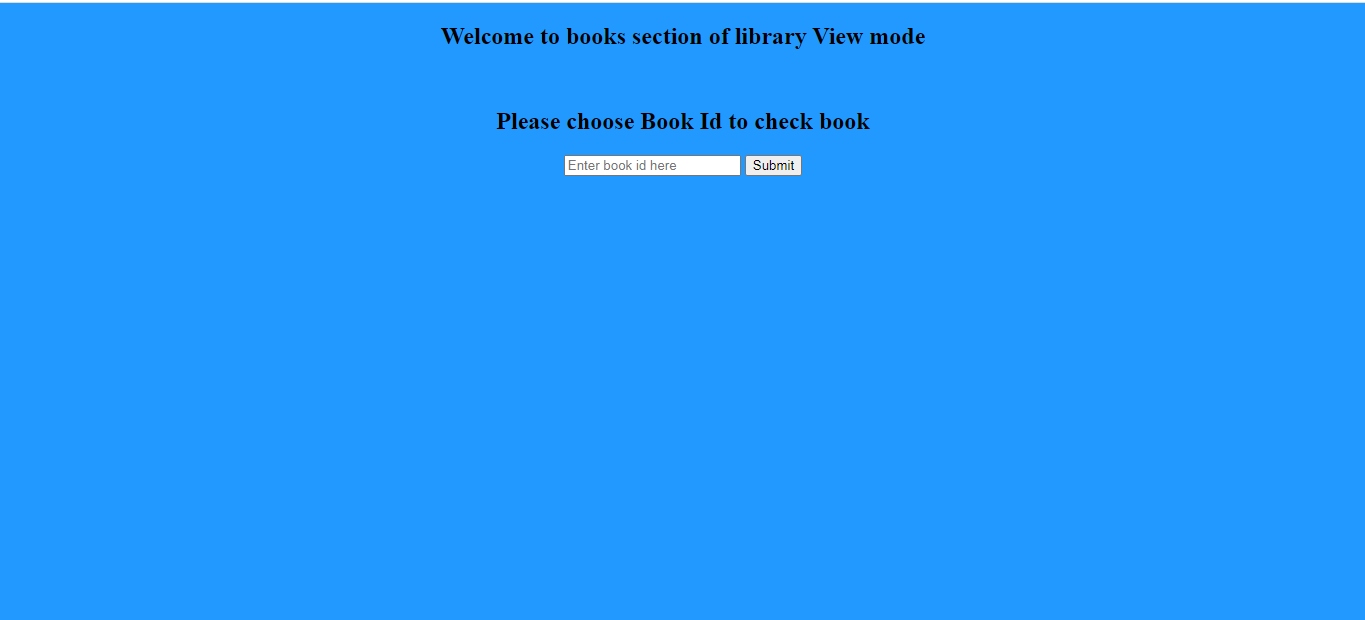 Welcome to books section of library View mode
Please choose Book Id to check book
Enter book id here Submit